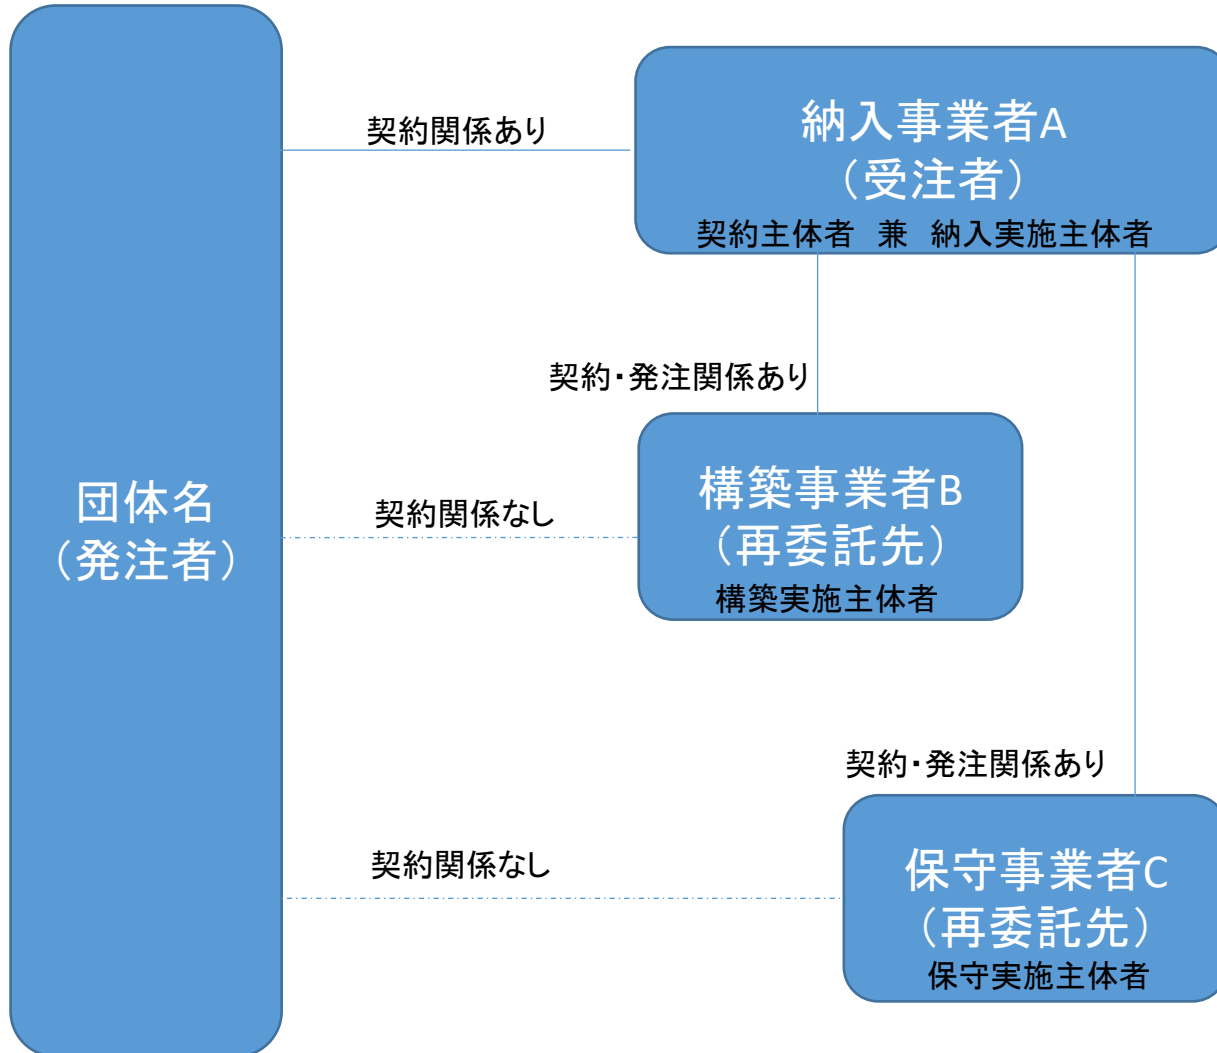 契約関係あり
納入事業者A
（受注者）
契約主体者　兼　納入実施主体者
契約・発注関係あり
団体名
（発注者）
契約関係なし
構築事業者B
（再委託先）
構築実施主体者
契約・発注関係あり
契約関係なし
保守事業者C
（再委託先）
保守実施主体者